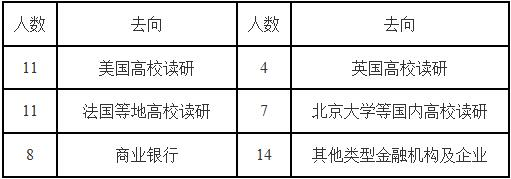 人数 去向 人数 去向
11 美国高校读研 4 英国高校读研
11 法国等地高校读研 7 北京大学等国内高校读研
8 商业银行 14 其他类型金融机构及企业